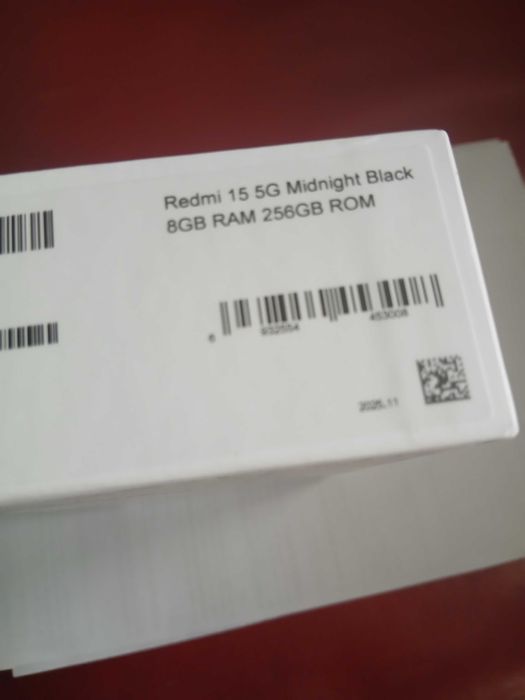 Redmi 15 5G Midnight Black
8GB RAM 256GB ROM
6 932554 453008
2025.11